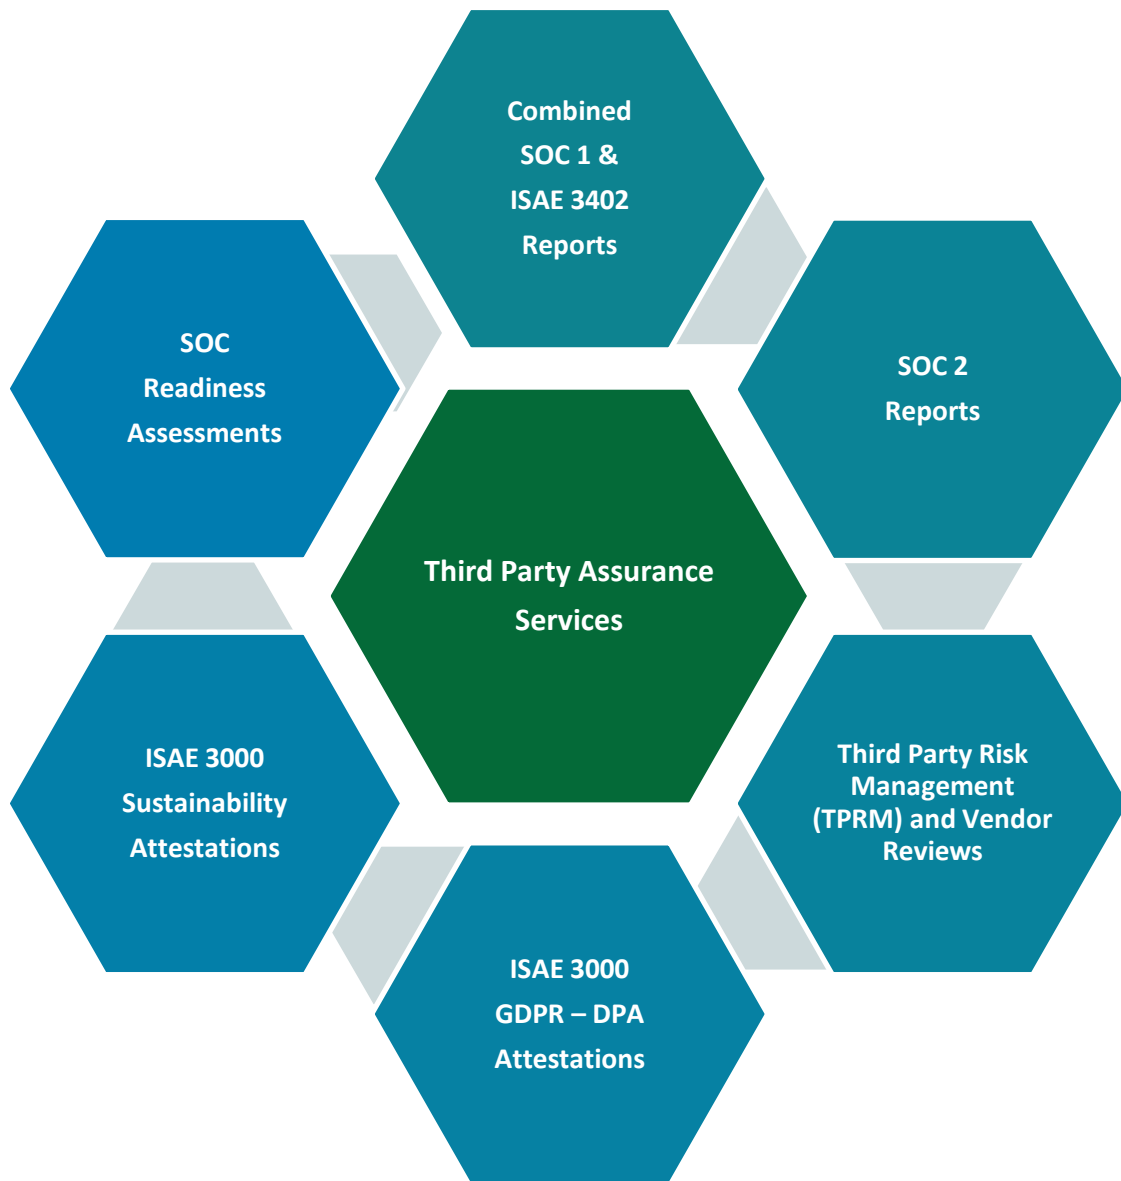 Combined
SOC 1 &
ISAE 3402
Reports
SOC
Readiness
Assessments
SOC 2
Reports
Third Party Assurance
Services
ISAE 3000
Sustainability
Attestations
Third Party Risk
Management
(TPRM) and Vendor
Reviews
ISAE 3000
GDPR – DPA
Attestations